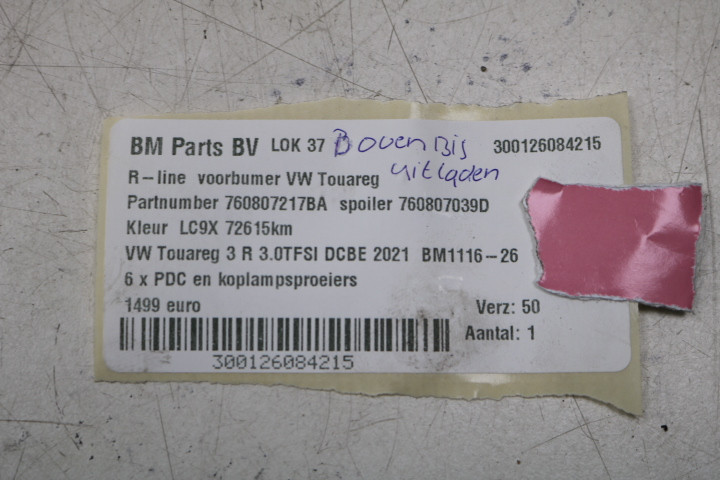 BM Parts BV LOK 37 Boven Bij 300126084215
uitladen
R-line voorbumer VW Touareg
Partnumber 760807217BA spoiler 760807039D
Kleur LC9X 72615km
VW Touareg 3 R 3.0TFSI DCBE 2021 BM1116-26
6 x PDC en koplampsproeiers
1499 euro Verz: 50
Aantal: 1
300126084215